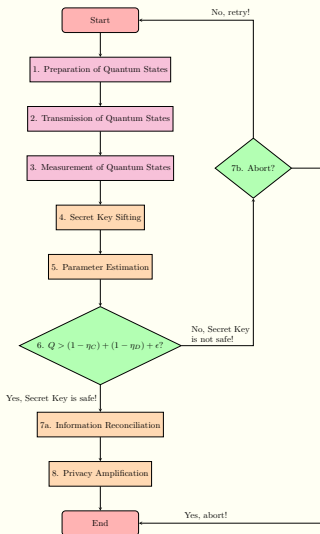 Start
No, retry!
1. Preparation of Quantum States
2. Transmission of Quantum States
3. Measurement of Quantum States
7b. Abort?
4. Secret Key Sifting
5. Parameter Estimation
6. Q > (1 − η_C) + (1 − η_D) + ϵ?
No, Secret Key
is not safe!
Yes, Secret Key is safe!
7a. Information Reconciliation
8. Privacy Amplification
Yes, abort!
End